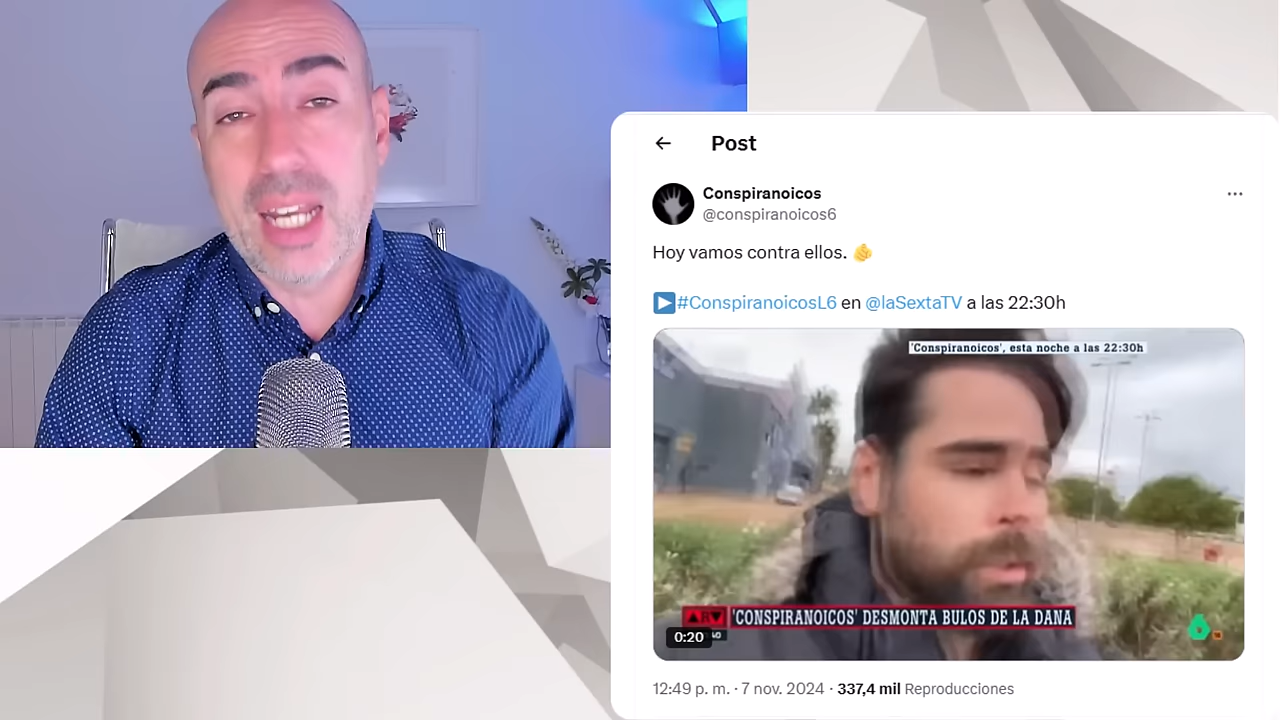 Post
Conspiranoicos
@conspiranoicos6
Hoy vamos contra ellos.
#ConspiranoicosL6 en @laSextaTV a las 22:30h
'Conspiranoicos', esta noche a las 22:30h
ARV 'CONSPIRANOICOS' DESMONTA BULOS DE LA DANA
0:20
12:49 p. m. · 7 nov. 2024 · 337,4 mil Reproducciones